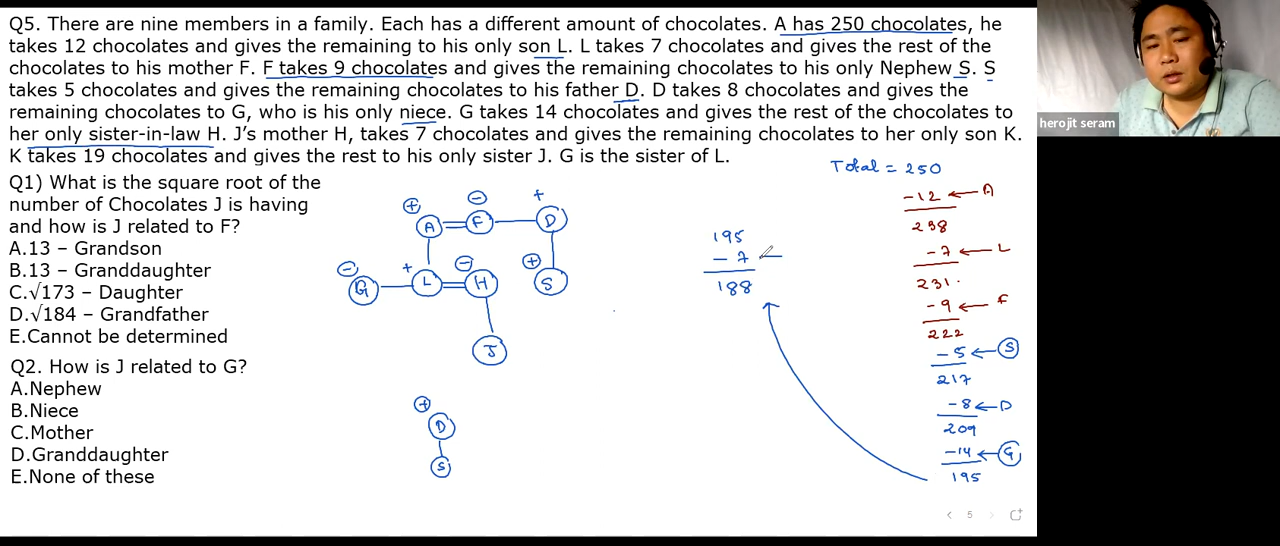 Q5. There are nine members in a family. Each has a different amount of chocolates. A has 250 chocolates, he
takes 12 chocolates and gives the remaining to his only son L. L takes 7 chocolates and gives the rest of the
chocolates to his mother F. F takes 9 chocolates and gives the remaining chocolates to his only Nephew S. S
takes 5 chocolates and gives the remaining chocolates to his father D. D takes 8 chocolates and gives the
remaining chocolates to G, who is his only niece. G takes 14 chocolates and gives the rest of the chocolates to
her only sister-in-law H. J's mother H, takes 7 chocolates and gives the remaining chocolates to her only son K.
K takes 19 chocolates and gives the rest to his only sister J. G is the sister of L.
Q1) What is the square root of the
number of Chocolates J is having
and how is J related to F?
A.13 – Grandson
B.13 – Granddaughter
C.√173 – Daughter
D.√184 – Grandfather
E.Cannot be determined
Q2. How is J related to G?
A.Nephew
B.Niece
C.Mother
D.Granddaughter
E.None of these
+ - +
A = F D
- + - +
G L = H S
J
+
D
S
195
- 7
188
Total = 250
-12 ← A
238
-7 ← L
231
-9 ← F
222
-5 ← S
217
-8 ← D
209
-14 ← G
195
5
herojit seram